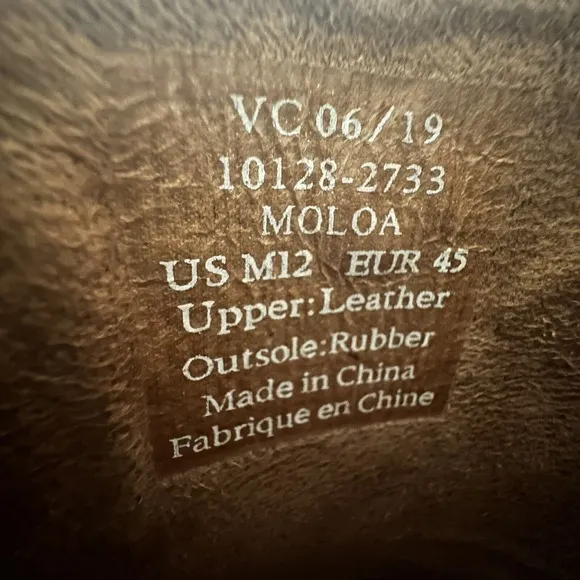 VC 06/19
10128-2733
MOLOA
US M12 EUR 45
Upper:Leather
Outsole:Rubber
Made in China
Fabrique en Chine